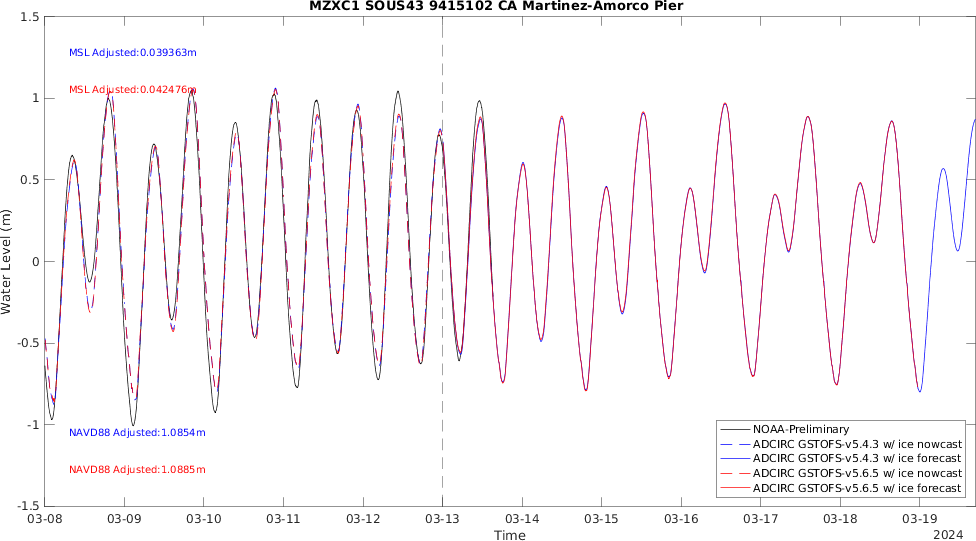 MZXC1 SOUS43 9415102 CA Martinez-Amorco Pier
1.5
1
0.5
0
-0.5
-1
-1.5
Water Level (m)
MSL Adjusted:0.039363m
MSL Adjusted:0.042476m
NAVD88 Adjusted:1.0854m
NAVD88 Adjusted:1.0885m
NOAA-Preliminary
ADCIRC GSTOFS-v5.4.3 w/ ice nowcast
ADCIRC GSTOFS-v5.4.3 w/ ice forecast
ADCIRC GSTOFS-v5.6.5 w/ ice nowcast
ADCIRC GSTOFS-v5.6.5 w/ ice forecast
03-08 03-09 03-10 03-11 03-12 03-13 03-14 03-15 03-16 03-17 03-18 03-19
Time
2024